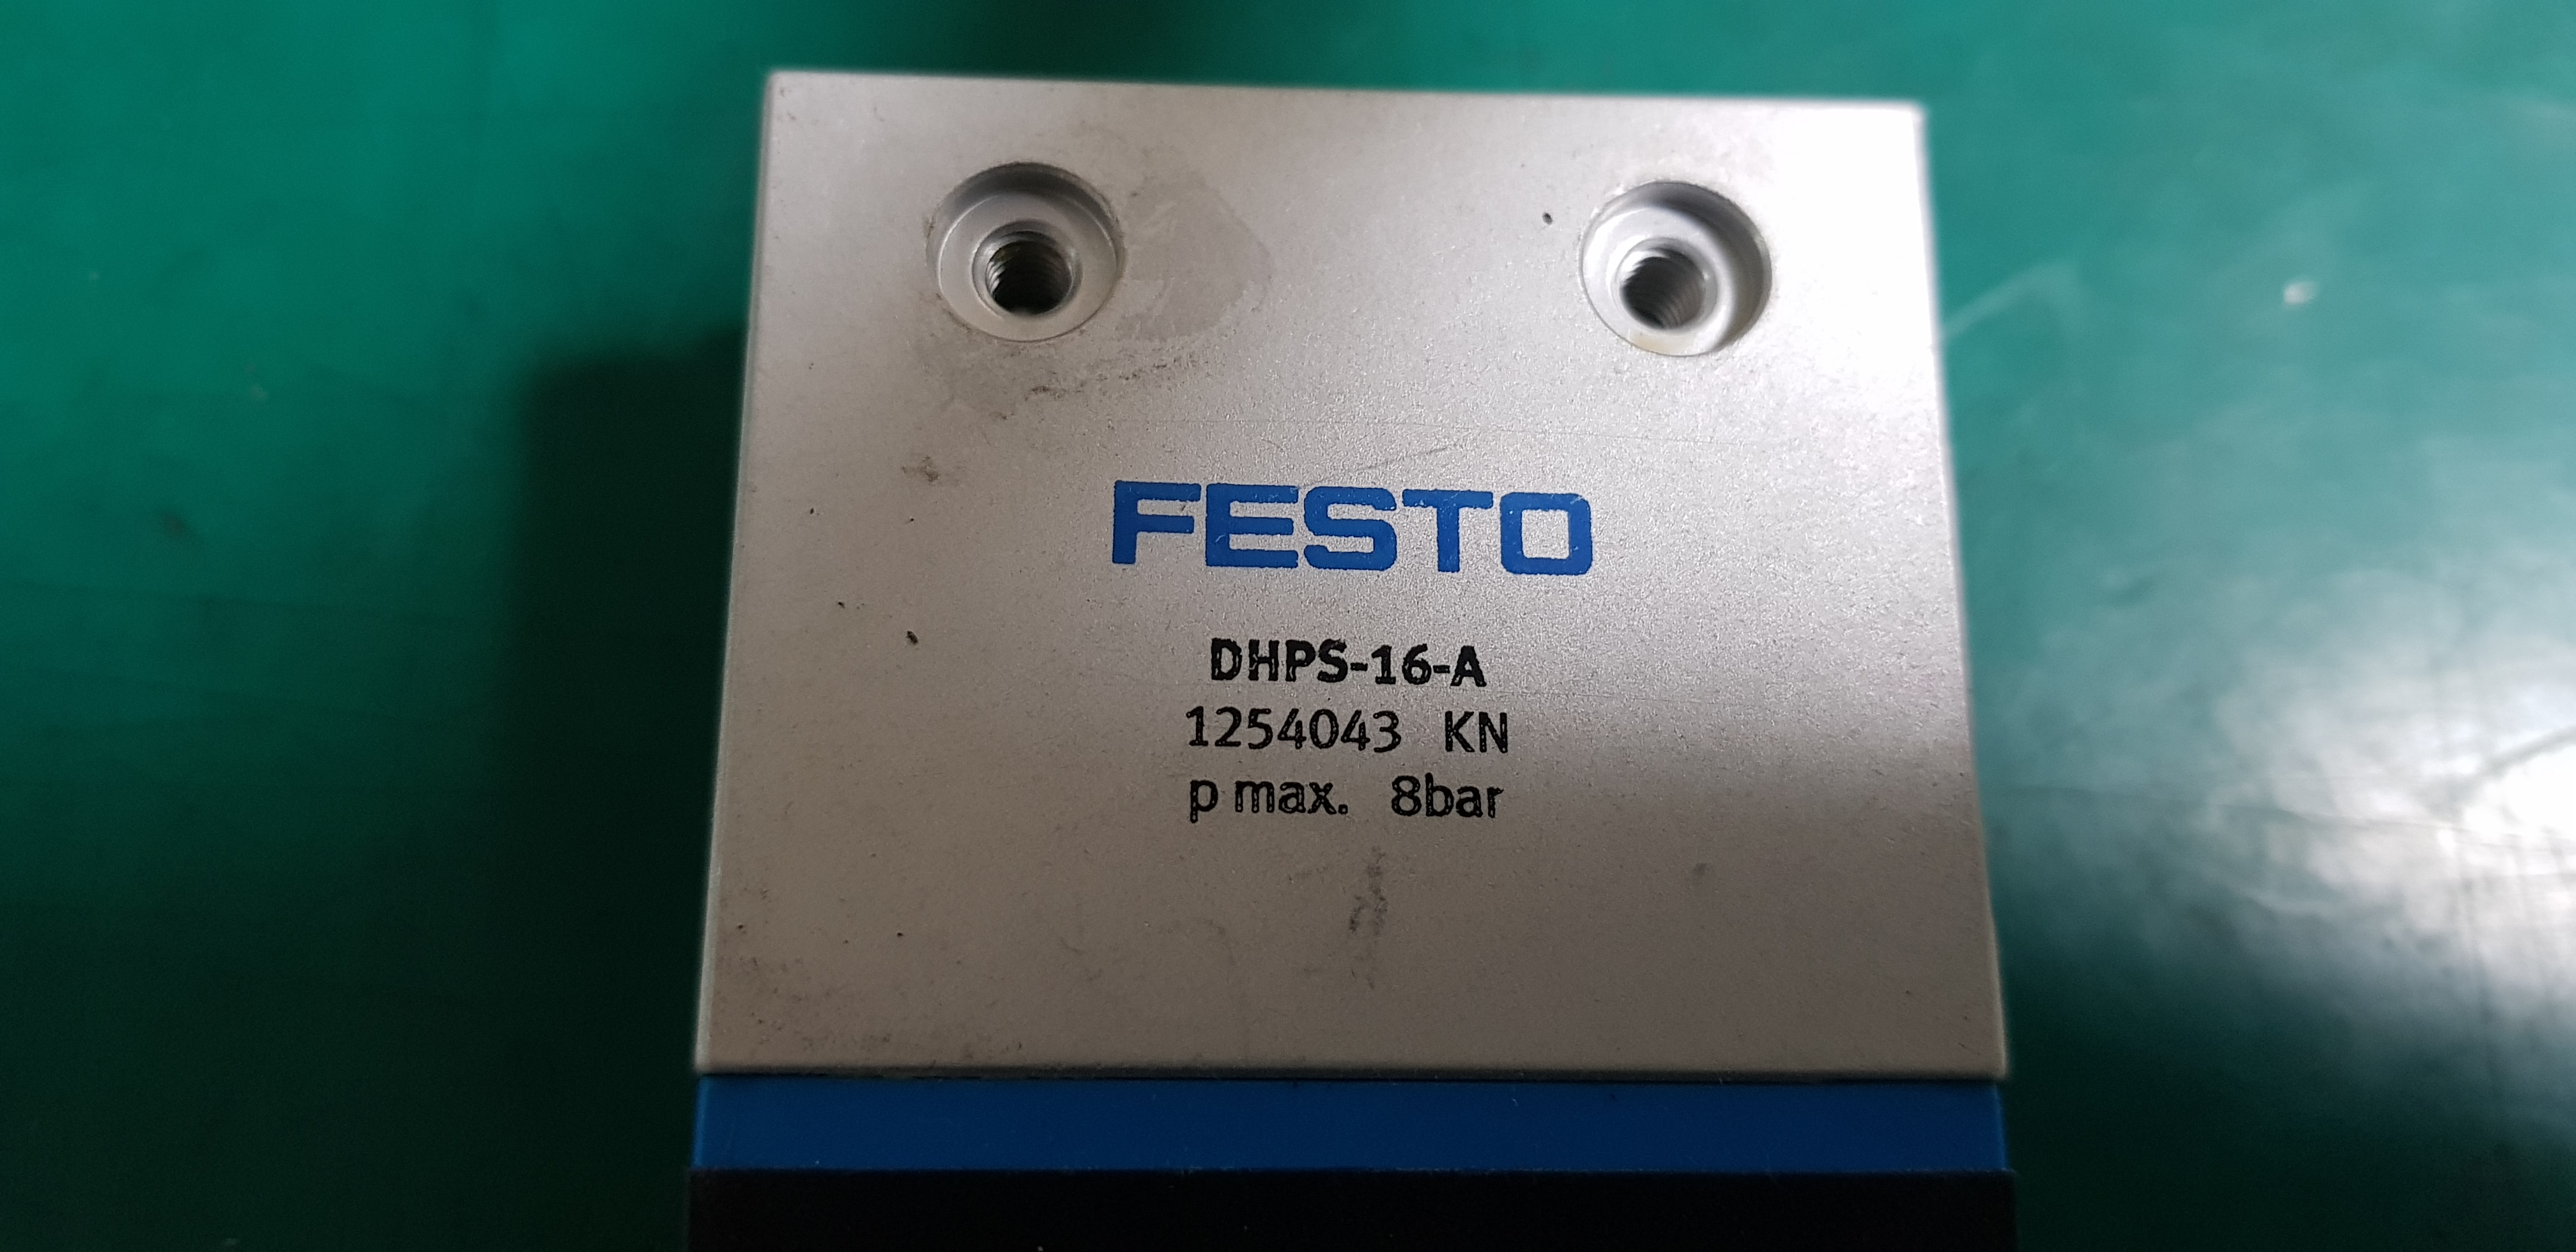 FESTO
DHPS-16-A
1254043 KN
p max. 8bar